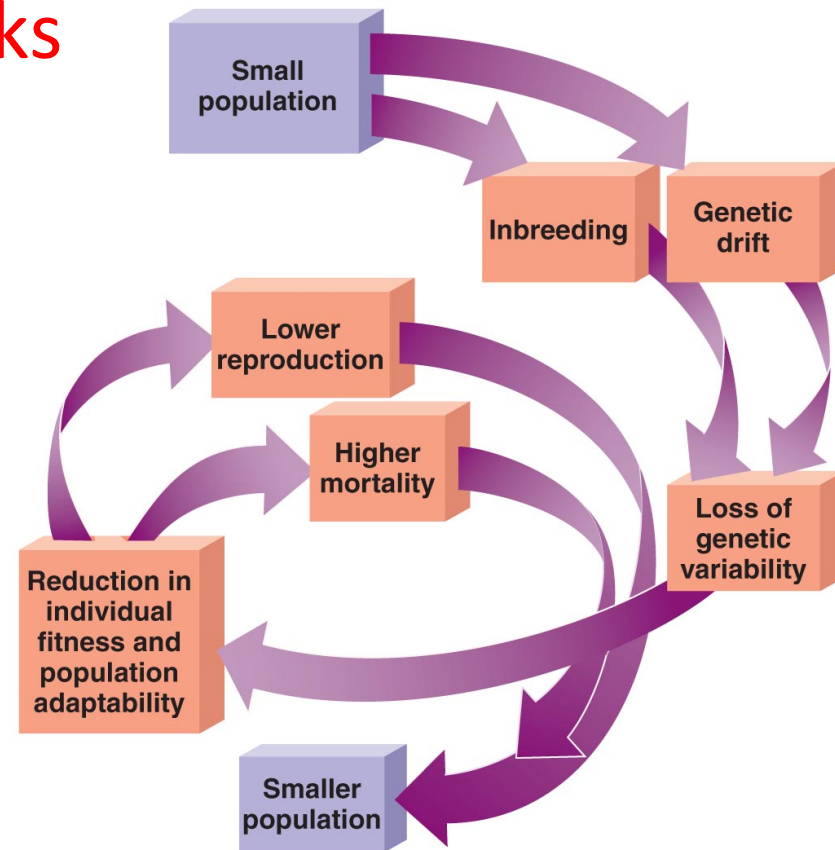 Small
population
Inbreeding
Genetic
drift
Lower
reproduction
Higher
mortality
Loss of
genetic
variability
Reduction in
individual
fitness and
population
adaptability
Smaller
population